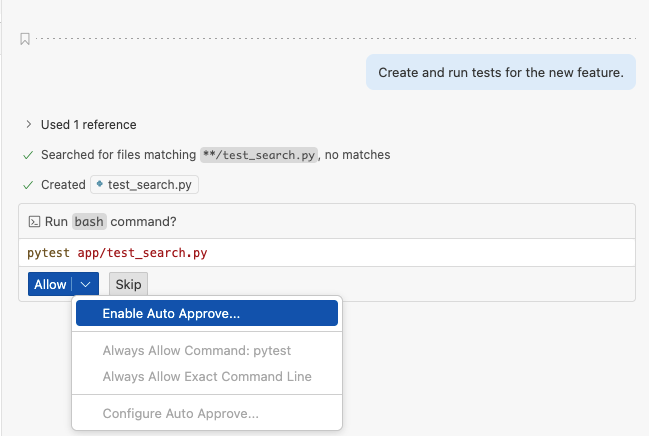 Create and run tests for the new feature.
Used 1 reference
Searched for files matching **/test_search.py, no matches
Created test_search.py
Run bash command?
pytest app/test_search.py
Allow Skip
Enable Auto Approve...
Always Allow Command: pytest
Always Allow Exact Command Line
Configure Auto Approve...